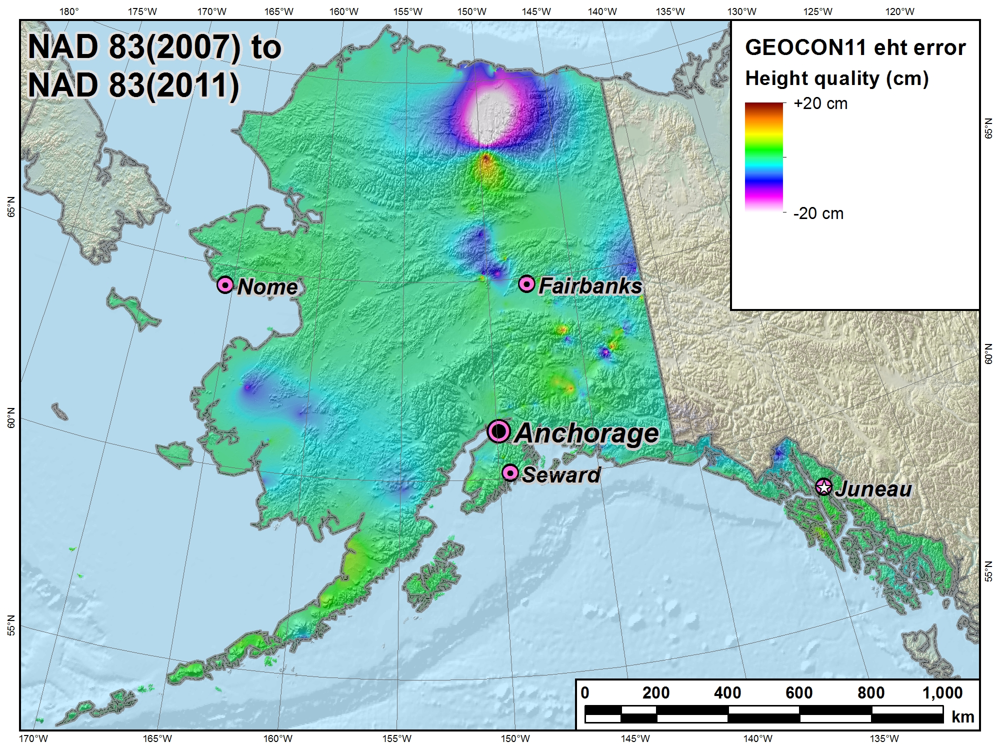 180° 175°W 170°W 165°W 160°W 155°W 150°W 145°W 140°W 135°W 130°W 125°W 120°W
NAD 83(2007) to
NAD 83(2011)
GEOCON11 eht error
Height quality (cm)
+20 cm
-20 cm
65°N
65°N
Nome
Fairbanks
60°N
60°N
Anchorage
Seward
Juneau
55°N
55°N
0 200 400 600 800 1,000
km
170°W 165°W 160°W 155°W 150°W 145°W 140°W 135°W